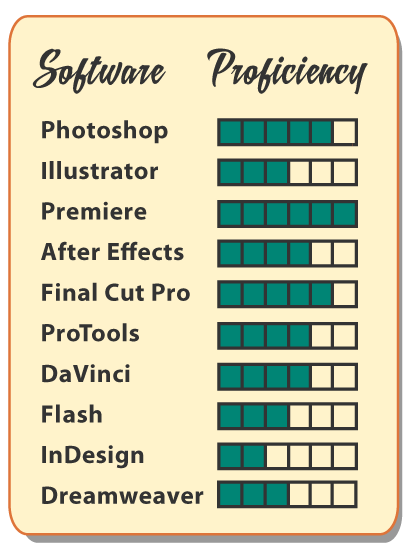 Software Proficiency
Photoshop
Illustrator
Premiere
After Effects
Final Cut Pro
ProTools
DaVinci
Flash
InDesign
Dreamweaver